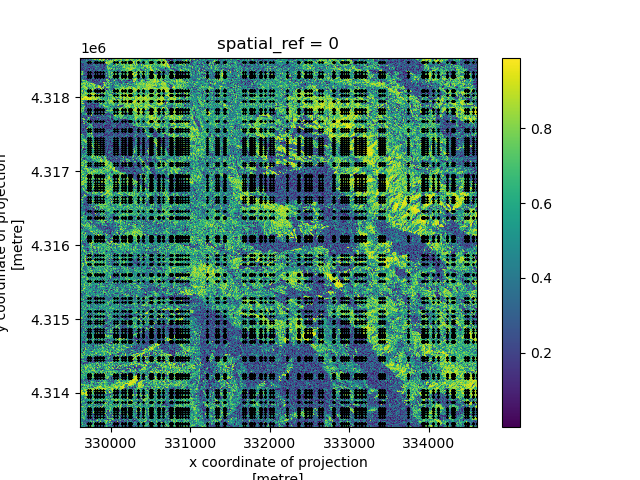 spatial_ref = 0
1e6
4.318
4.317
4.316
4.315
4.314
y coordinate of projection
[metre]
330000 331000 332000 333000 334000
x coordinate of projection
[metre]
0.8
0.6
0.4
0.2